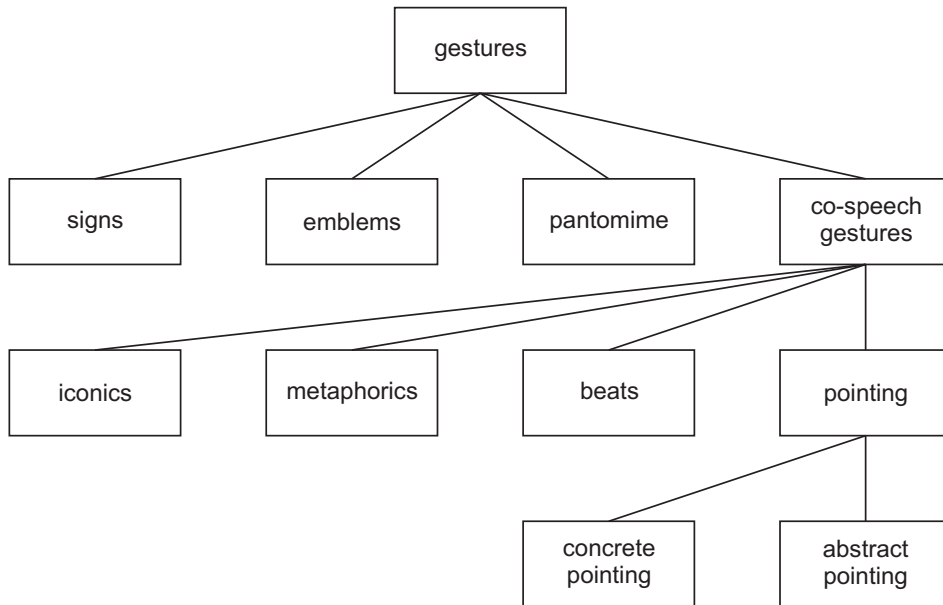 gestures
signs
emblems
pantomime
co-speech
gestures
iconics
metaphorics
beats
pointing
concrete
pointing
abstract
pointing